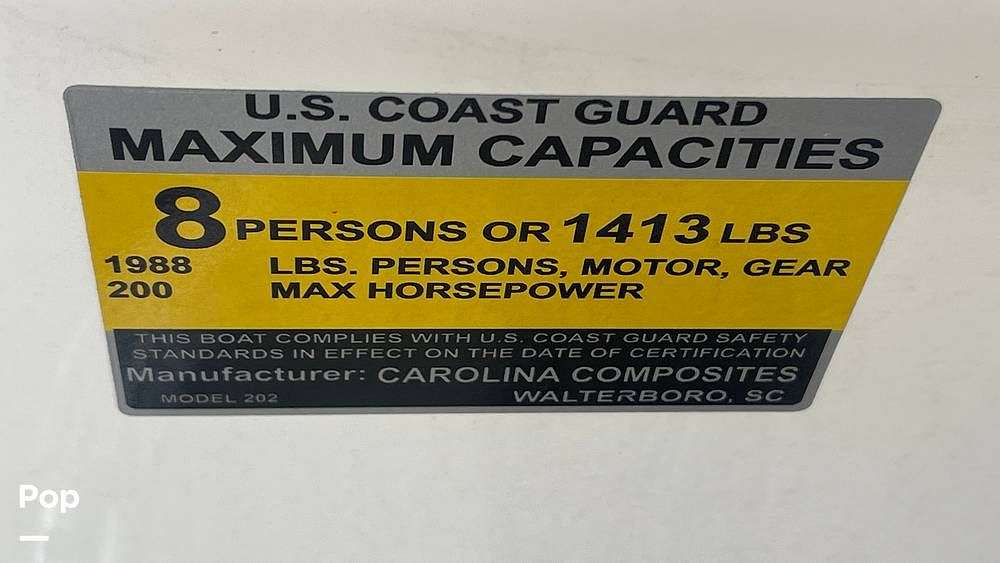 U.S. COAST GUARD
MAXIMUM CAPACITIES
8 PERSONS OR 1413 LBS
1988 LBS. PERSONS, MOTOR, GEAR
200 MAX HORSEPOWER
THIS BOAT COMPLIES WITH U.S. COAST GUARD SAFETY
STANDARDS IN EFFECT ON THE DATE OF CERTIFICATION
Manufacturer: CAROLINA COMPOSITES
MODEL 202 WALTERBORO, SC
Pop